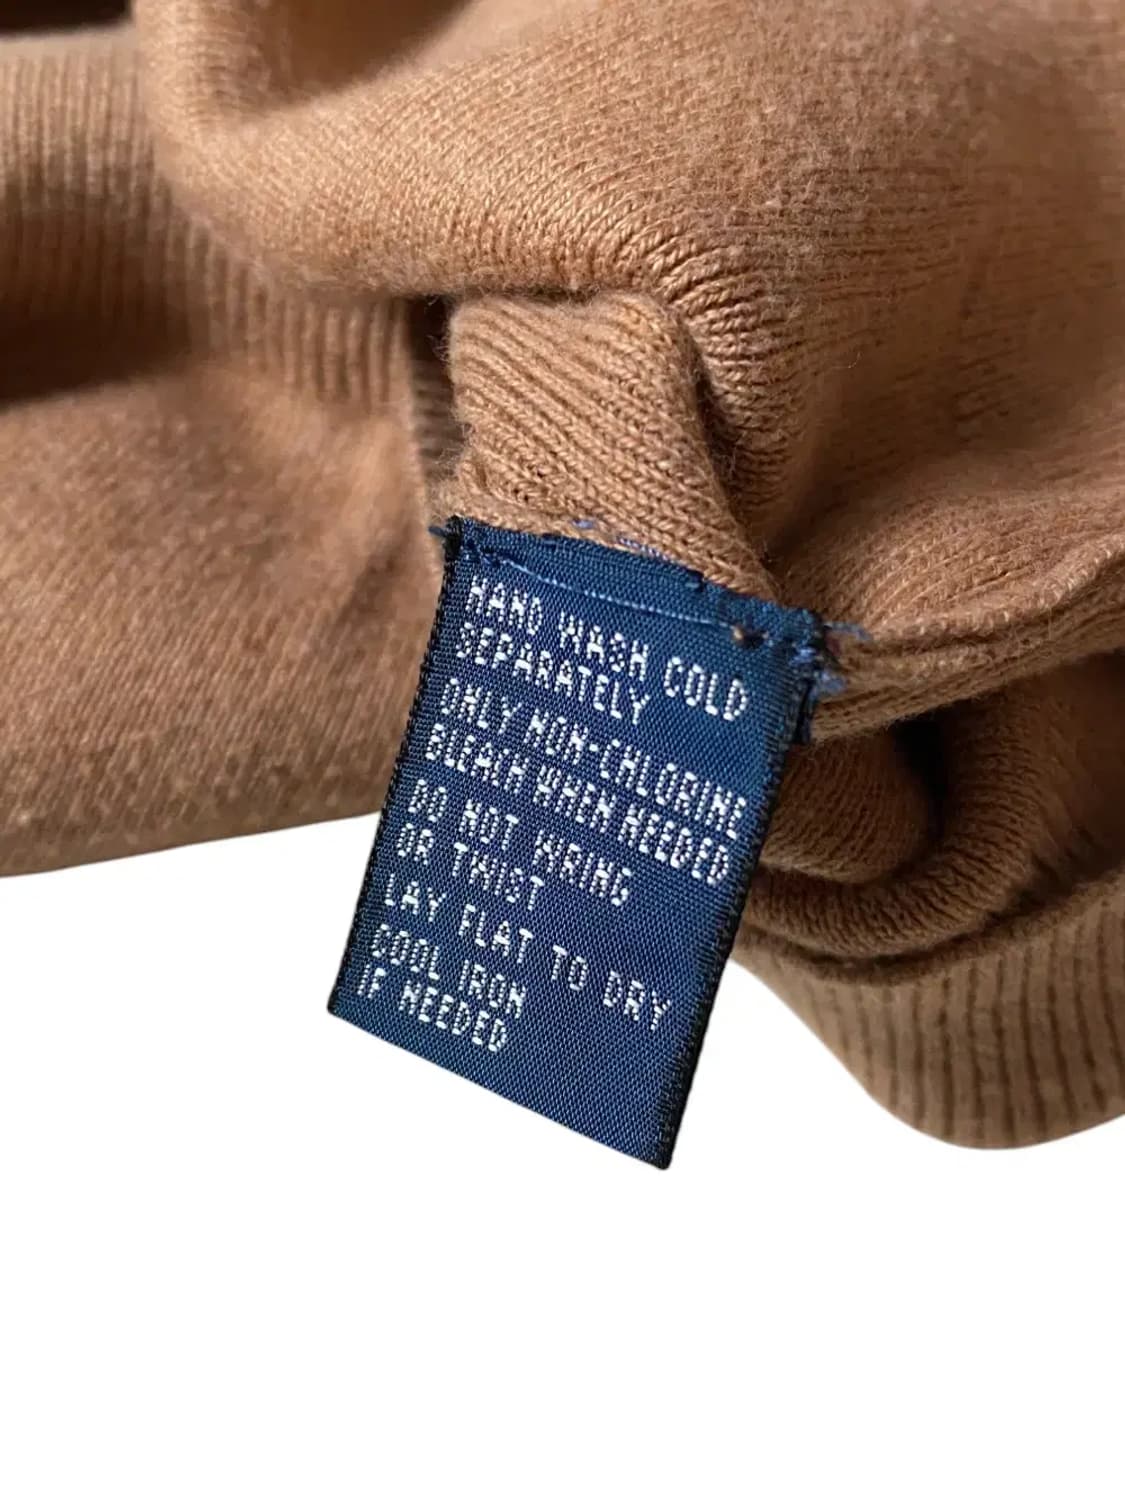 HAND WASH COLD
SEPARATELY
ONLY NON-CHLORINE
BLEACH WHEN NEEDED
DO NOT WRING
OR TWIST
LAY FLAT TO DRY
COOL IRON
IF NEEDED